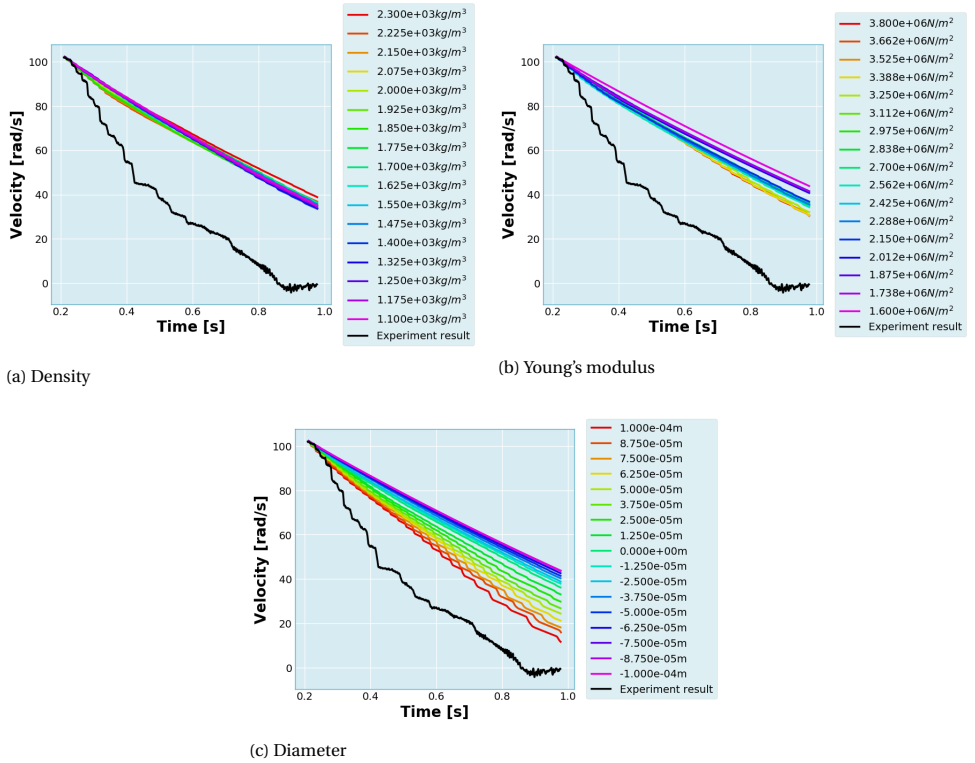 100
80
60
40
20
0
0.2 0.4 0.6 0.8 1.0
Velocity [rad/s]
Time [s]
2.300e+03kg/m³
2.225e+03kg/m³
2.150e+03kg/m³
2.075e+03kg/m³
2.000e+03kg/m³
1.925e+03kg/m³
1.850e+03kg/m³
1.775e+03kg/m³
1.700e+03kg/m³
1.625e+03kg/m³
1.550e+03kg/m³
1.475e+03kg/m³
1.400e+03kg/m³
1.325e+03kg/m³
1.250e+03kg/m³
1.175e+03kg/m³
1.100e+03kg/m³
Experiment result
(a) Density
100
80
60
40
20
0
0.2 0.4 0.6 0.8 1.0
Velocity [rad/s]
Time [s]
3.800e+06N/m²
3.662e+06N/m²
3.525e+06N/m²
3.388e+06N/m²
3.250e+06N/m²
3.112e+06N/m²
2.975e+06N/m²
2.838e+06N/m²
2.700e+06N/m²
2.562e+06N/m²
2.425e+06N/m²
2.288e+06N/m²
2.150e+06N/m²
2.012e+06N/m²
1.875e+06N/m²
1.738e+06N/m²
1.600e+06N/m²
Experiment result
(b) Young's modulus
100
80
60
40
20
0
0.2 0.4 0.6 0.8 1.0
Velocity [rad/s]
Time [s]
1.000e-04m
8.750e-05m
7.500e-05m
6.250e-05m
5.000e-05m
3.750e-05m
2.500e-05m
1.250e-05m
0.000e+00m
-1.250e-05m
-2.500e-05m
-3.750e-05m
-5.000e-05m
-6.250e-05m
-7.500e-05m
-8.750e-05m
-1.000e-04m
Experiment result
(c) Diameter